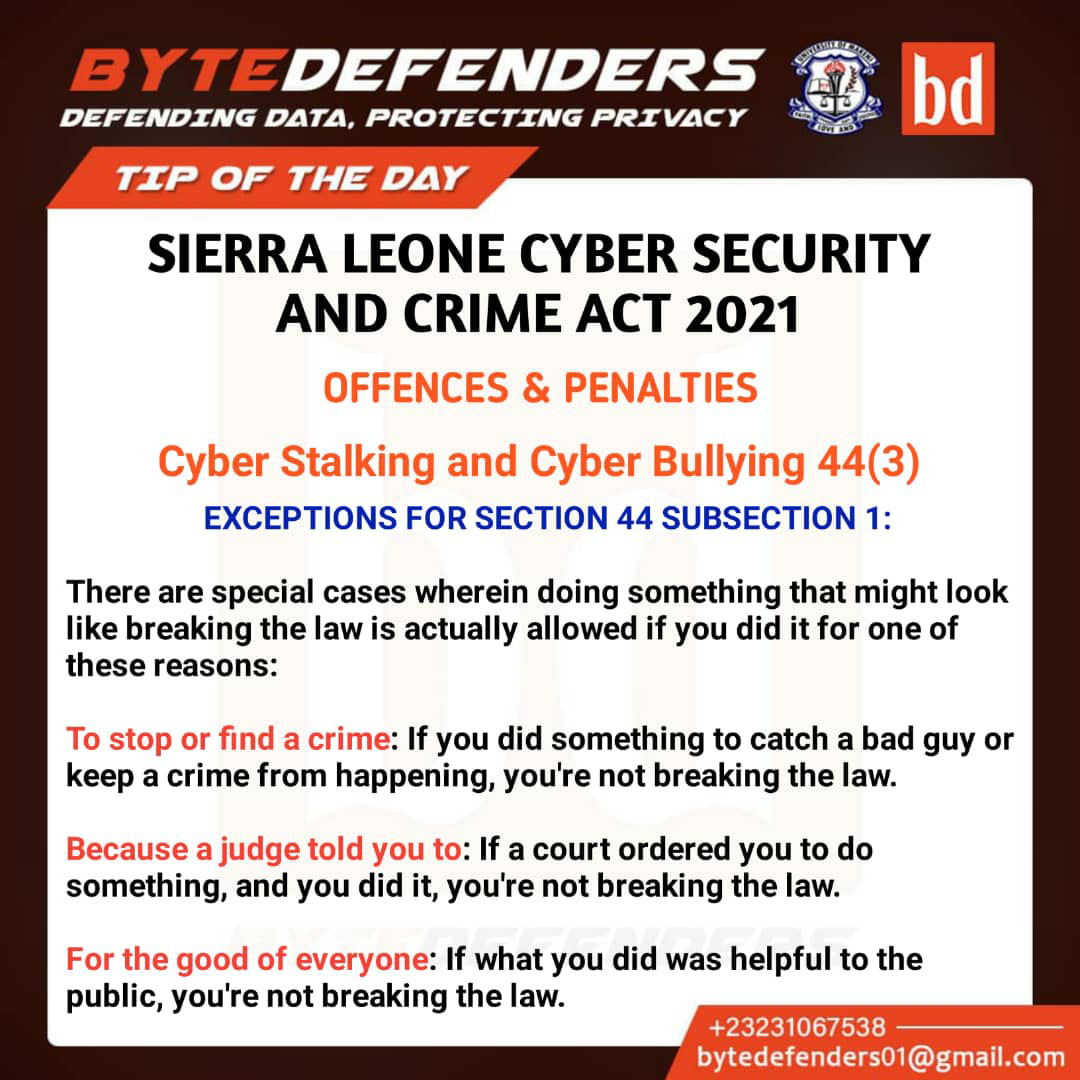 BYTEDEFENDERS
DEFENDING DATA, PROTECTING PRIVACY
UNIVERSITY OF MAKENI
LOVE AND
bd
TIP OF THE DAY
SIERRA LEONE CYBER SECURITY
AND CRIME ACT 2021
OFFENCES & PENALTIES
Cyber Stalking and Cyber Bullying 44(3)
EXCEPTIONS FOR SECTION 44 SUBSECTION 1:
There are special cases wherein doing something that might look
like breaking the law is actually allowed if you did it for one of
these reasons:
To stop or find a crime: If you did something to catch a bad guy or
keep a crime from happening, you're not breaking the law.
Because a judge told you to: If a court ordered you to do
something, and you did it, you're not breaking the law.
For the good of everyone: If what you did was helpful to the
public, you're not breaking the law.
BYTEDEFENDERS
+23231067538
bytedefenders01@gmail.com